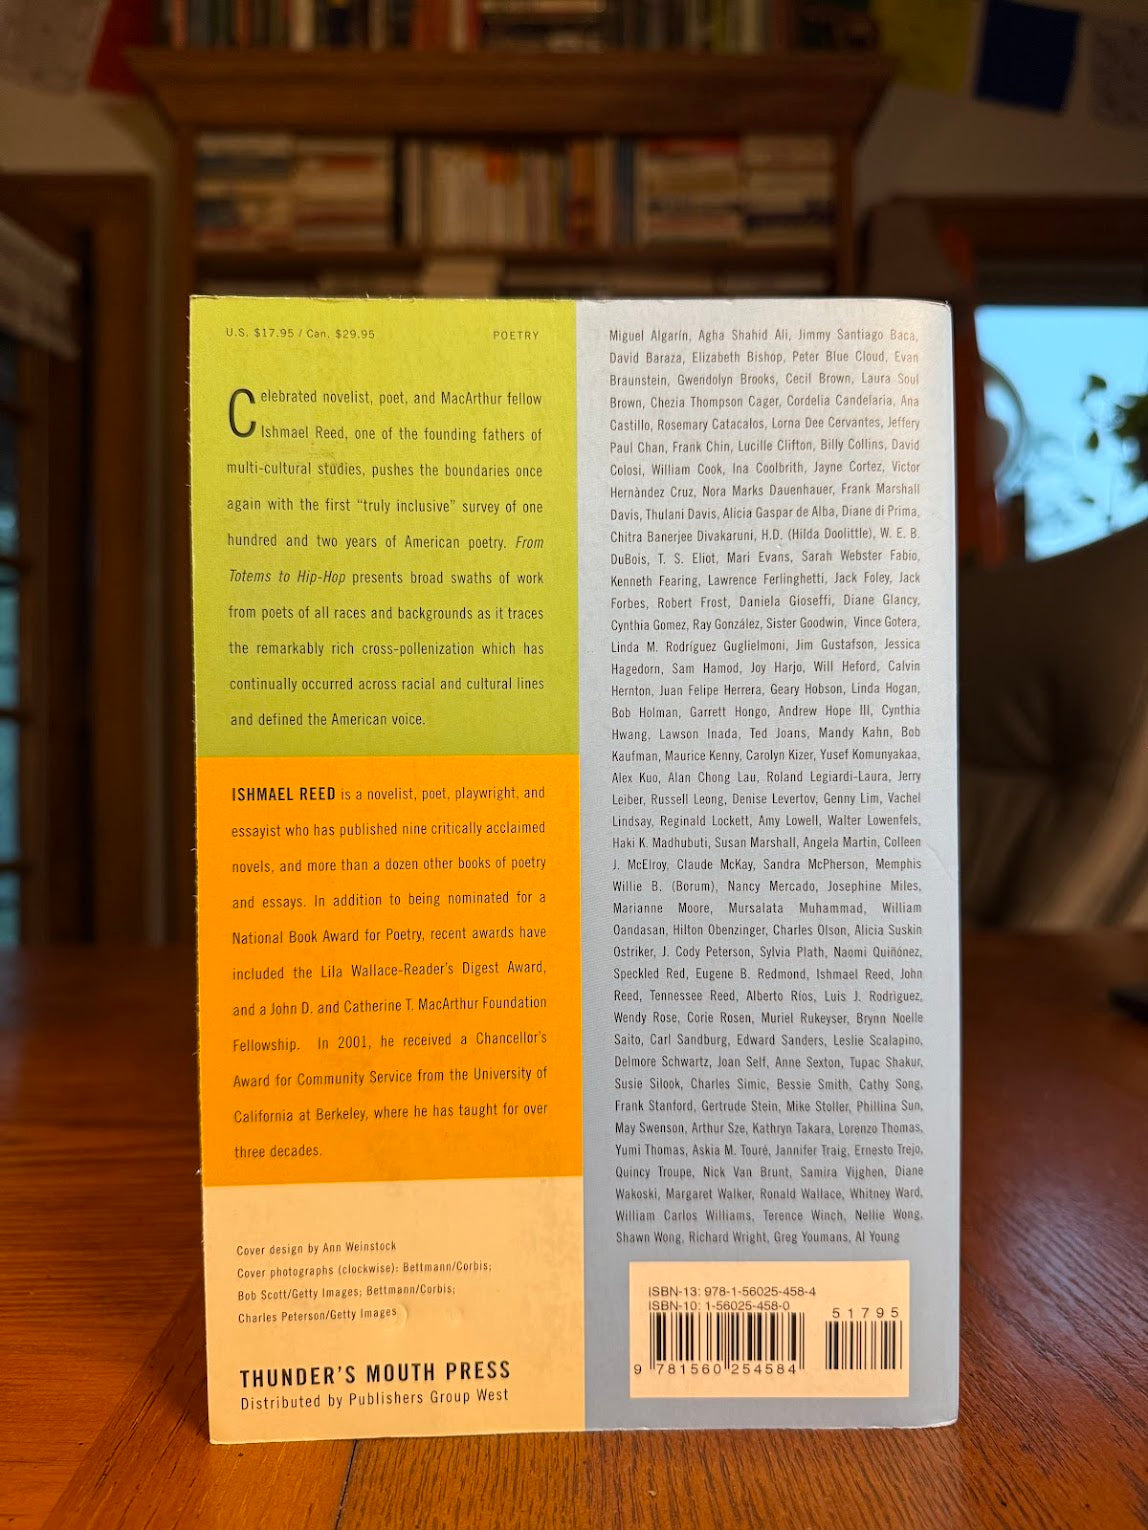 U.S. $17.95 / Can. $29.95
POETRY
Celebrated novelist, poet, and MacArthur fellow
Ishmael Reed, one of the founding fathers of
multi-cultural studies, pushes the boundaries once
again with the first “truly inclusive” survey of one
hundred and two years of American poetry. From
Totems to Hip-Hop presents broad swaths of work
from poets of all races and backgrounds as it traces
the remarkably rich cross-pollenization which has
continually occurred across racial and cultural lines
and defined the American voice.
ISHMAEL REED is a novelist, poet, playwright, and
essayist who has published nine critically acclaimed
novels, and more than a dozen other books of poetry
and essays. In addition to being nominated for a
National Book Award for Poetry, recent awards have
included the Lila Wallace-Reader's Digest Award,
and a John D. and Catherine T. MacArthur Foundation
Fellowship. In 2001, he received a Chancellor's
Award for Community Service from the University of
California at Berkeley, where he has taught for over
three decades.
Cover design by Ann Weinstock
Cover photographs (clockwise): Bettmann/Corbis;
Bob Scott/Getty Images; Bettmann/Corbis;
Charles Peterson/Getty Images
THUNDER'S MOUTH PRESS
Distributed by Publishers Group West
Miguel Algarín, Agha Shahid Ali, Jimmy Santiago Baca,
David Baraza, Elizabeth Bishop, Peter Blue Cloud, Evan
Braunstein, Gwendolyn Brooks, Cecil Brown, Laura Soul
Brown, Chezia Thompson Cager, Cordelia Candelaria, Ana
Castillo, Rosemary Catacalos, Lorna Dee Cervantes, Jeffery
Paul Chan, Frank Chin, Lucille Clifton, Billy Collins, David
Colosi, William Cook, Ina Coolbrith, Jayne Cortez, Victor
Hernàndez Cruz, Nora Marks Dauenhauer, Frank Marshall
Davis, Thulani Davis, Alicia Gaspar de Alba, Diane di Prima,
Chitra Banerjee Divakaruni, H.D. (Hilda Doolittle), W. E. B.
DuBois, T. S. Eliot, Mari Evans, Sarah Webster Fabio,
Kenneth Fearing, Lawrence Ferlinghetti, Jack Foley, Jack
Forbes, Robert Frost, Daniela Gioseffi, Diane Glancy,
Cynthia Gomez, Ray González, Sister Goodwin, Vince Gotera,
Linda M. Rodríguez Guglielmoni, Jim Gustafson, Jessica
Hagedorn, Sam Hamod, Joy Harjo, Will Heford, Calvin
Hernton, Juan Felipe Herrera, Geary Hobson, Linda Hogan,
Bob Holman, Garrett Hongo, Andrew Hope III, Cynthia
Hwang, Lawson Inada, Ted Joans, Mandy Kahn, Bob
Kaufman, Maurice Kenny, Carolyn Kizer, Yusef Komunyakaa,
Alex Kuo, Alan Chong Lau, Roland Legiardi-Laura, Jerry
Leiber, Russell Leong, Denise Levertov, Genny Lim, Vachel
Lindsay, Reginald Lockett, Amy Lowell, Walter Lowenfels,
Haki K. Madhubuti, Susan Marshall, Angela Martin, Colleen
J. McElroy, Claude McKay, Sandra McPherson, Memphis
Willie B. (Borum), Nancy Mercado, Josephine Miles,
Marianne Moore, Mursalata Muhammad, William
Oandasan, Hilton Obenzinger, Charles Olson, Alicia Suskin
Ostriker, J. Cody Peterson, Sylvia Plath, Naomi Quiñónez,
Speckled Red, Eugene B. Redmond, Ishmael Reed, John
Reed, Tennessee Reed, Alberto Ríos, Luis J. Rodríguez,
Wendy Rose, Corie Rosen, Muriel Rukeyser, Brynn Noelle
Saito, Carl Sandburg, Edward Sanders, Leslie Scalapino,
Delmore Schwartz, Joan Self, Anne Sexton, Tupac Shakur,
Susie Silook, Charles Simic, Bessie Smith, Cathy Song,
Frank Stanford, Gertrude Stein, Mike Stoller, Phillina Sun,
May Swenson, Arthur Sze, Kathryn Takara, Lorenzo Thomas,
Yumi Thomas, Askia M. Touré, Jannifer Traig, Ernesto Trejo,
Quincy Troupe, Nick Van Brunt, Samira Vijghen, Diane
Wakoski, Margaret Walker, Ronald Wallace, Whitney Ward,
William Carlos Williams, Terence Winch, Nellie Wong,
Shawn Wong, Richard Wright, Greg Youmans, Al Young
ISBN-13: 978-1-56025-458-4
ISBN-10: 1-56025-458-0
51795
9 781560 254584